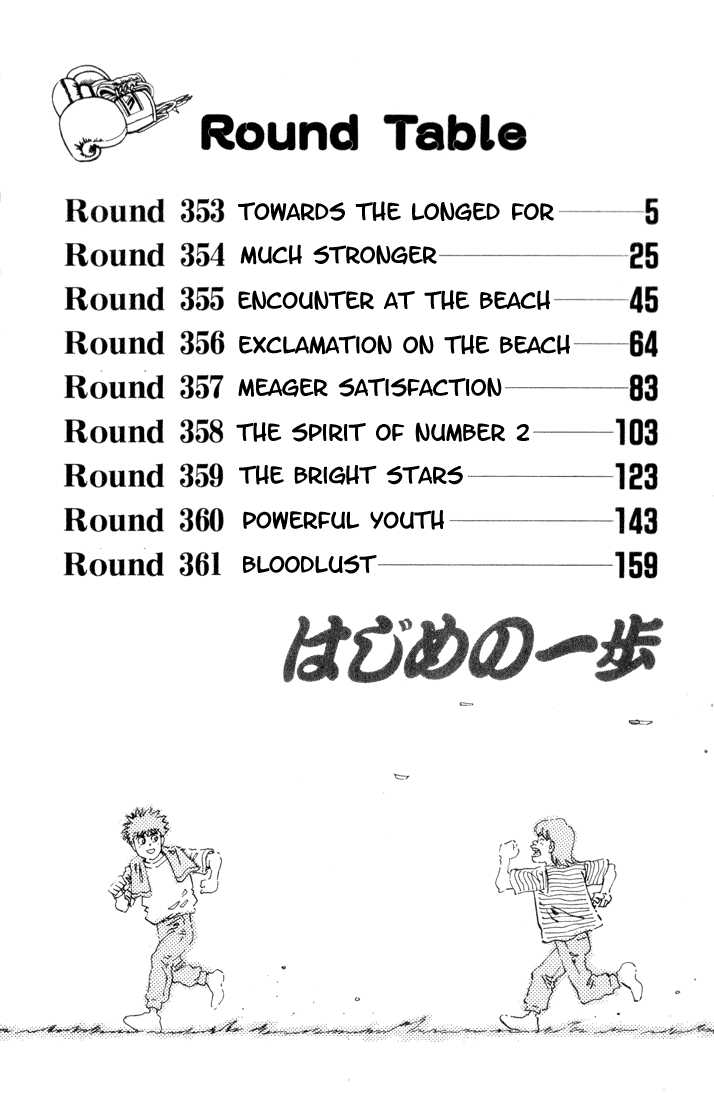 Round Table
Round 353 TOWARDS THE LONGED FOR 5
Round 354 MUCH STRONGER 25
Round 355 ENCOUNTER AT THE BEACH 45
Round 356 EXCLAMATION ON THE BEACH 64
Round 357 MEAGER SATISFACTION 83
Round 358 THE SPIRIT OF NUMBER 2 103
Round 359 THE BRIGHT STARS 123
Round 360 POWERFUL YOUTH 143
Round 361 BLOODLUST 159
はじめの一歩